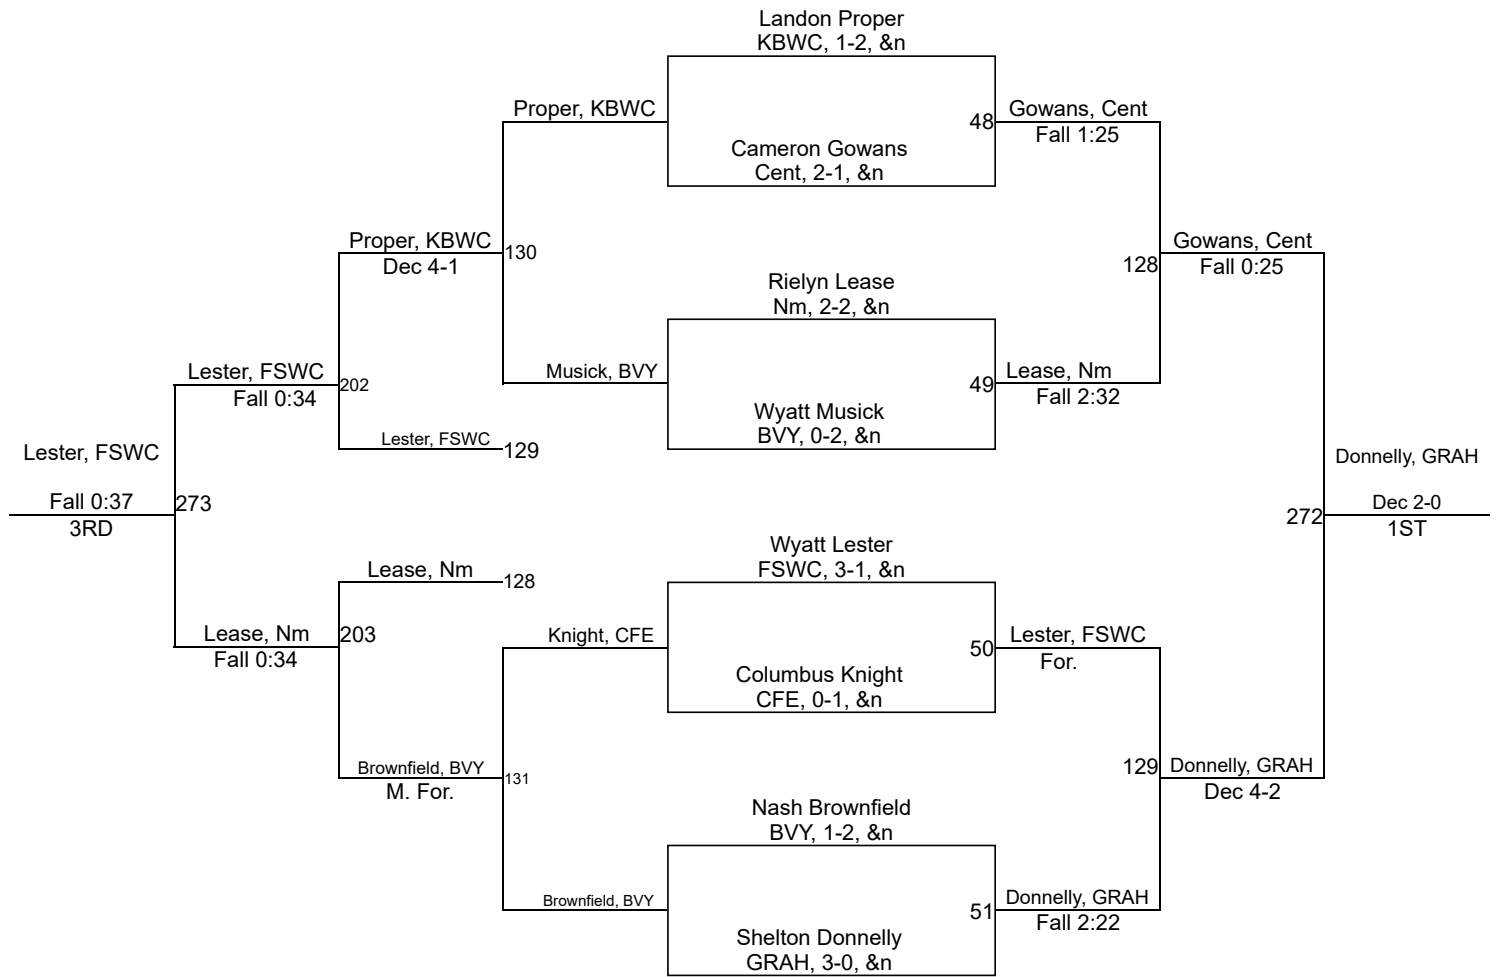 Landon Proper
KBWC, 1-2, &n
Proper, KBWC
48
Gowans, Cent
Fall 1:25
Cameron Gowans
Cent, 2-1, &n
Proper, KBWC
Dec 4-1
130
128
Gowans, Cent
Fall 0:25
Rielyn Lease
Nm, 2-2, &n
Lester, FSWC
Fall 0:34
202
Musick, BVY
49
Lease, Nm
Fall 2:32
Wyatt Musick
BVY, 0-2, &n
Lester, FSWC
129
Lester, FSWC
Fall 0:37
3RD
273
272
Donnelly, GRAH
Dec 2-0
1ST
Wyatt Lester
FSWC, 3-1, &n
Lease, Nm
128
Lease, Nm
Fall 0:34
203
Knight, CFE
50
Lester, FSWC
For.
Columbus Knight
CFE, 0-1, &n
Brownfield, BVY
M. For.
131
129
Donnelly, GRAH
Dec 4-2
Nash Brownfield
BVY, 1-2, &n
Brownfield, BVY
51
Donnelly, GRAH
Fall 2:22
Shelton Donnelly
GRAH, 3-0, &n